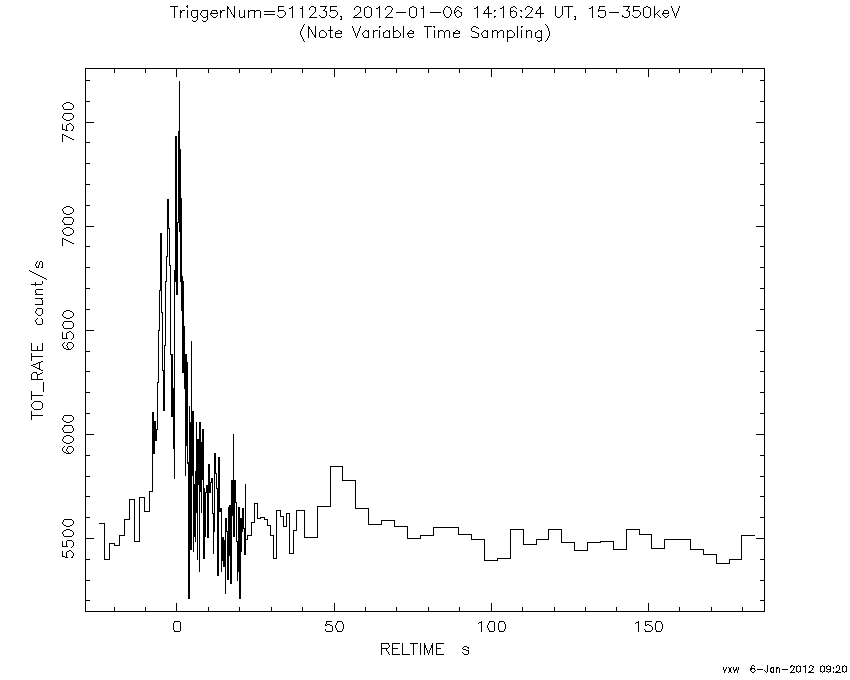 TriggerNum=511235, 2012-01-06 14:16:24 UT, 15-350keV
(Note Variable Time Sampling)
7500
7000
6500
6000
5500
TOT_RATE count/s
0 50 100 150
RELTIME s
vxw 6-Jan-2012 09:20